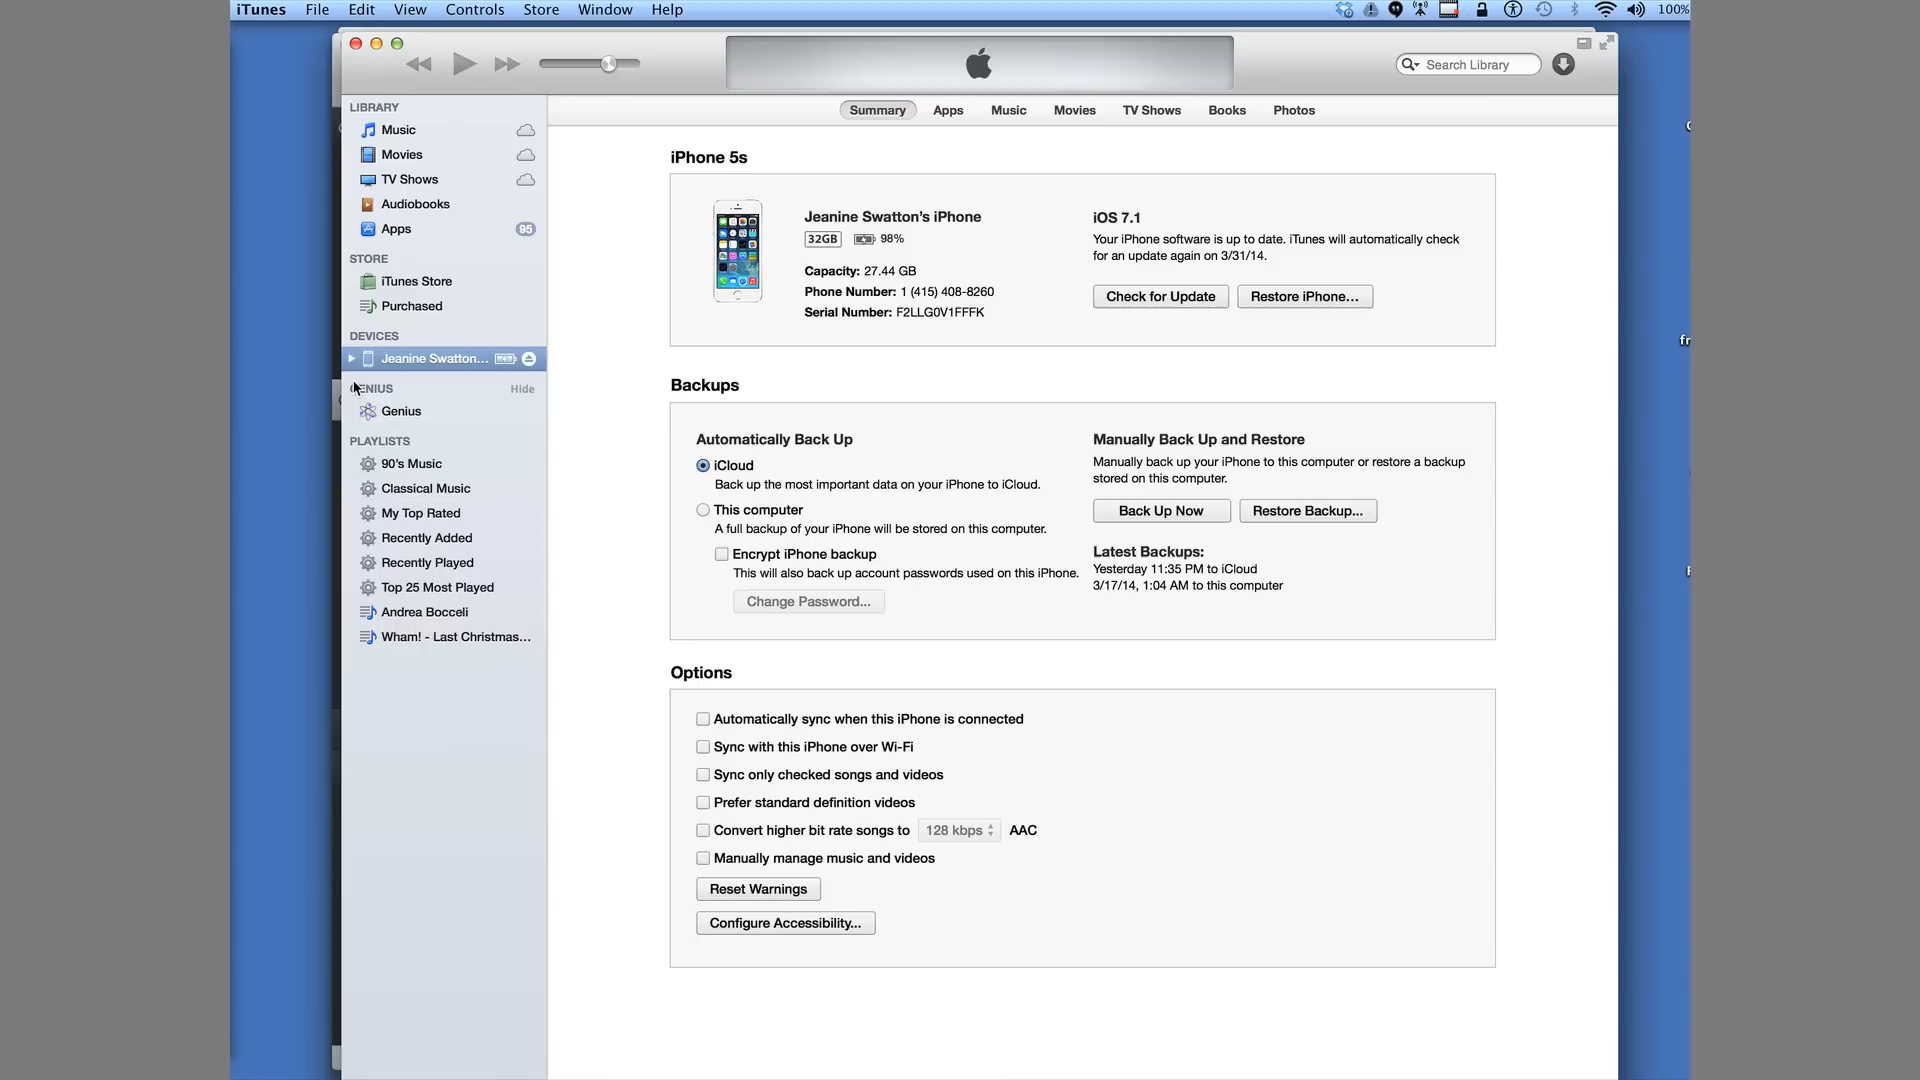 iTunes File Edit View Controls Store Window Help 100%
Search Library
LIBRARY
Music
Movies
TV Shows
Audiobooks
Apps 95
STORE
iTunes Store
Purchased
DEVICES
Jeanine Swatton...
GENIUS Hide
Genius
PLAYLISTS
90's Music
Classical Music
My Top Rated
Recently Added
Recently Played
Top 25 Most Played
Andrea Bocceli
Wham! - Last Christmas...
Summary Apps Music Movies TV Shows Books Photos
iPhone 5s
Jeanine Swatton's iPhone
32GB 98%
Capacity: 27.44 GB
Phone Number: 1 (415) 408-8260
Serial Number: F2LLG0V1FFFK
iOS 7.1
Your iPhone software is up to date. iTunes will automatically check
for an update again on 3/31/14.
Check for Update Restore iPhone...
Backups
Automatically Back Up
iCloud
Back up the most important data on your iPhone to iCloud.
This computer
A full backup of your iPhone will be stored on this computer.
Encrypt iPhone backup
This will also back up account passwords used on this iPhone.
Change Password...
Manually Back Up and Restore
Manually back up your iPhone to this computer or restore a backup
stored on this computer.
Back Up Now Restore Backup...
Latest Backups:
Yesterday 11:35 PM to iCloud
3/17/14, 1:04 AM to this computer
Options
Automatically sync when this iPhone is connected
Sync with this iPhone over Wi-Fi
Sync only checked songs and videos
Prefer standard definition videos
Convert higher bit rate songs to 128 kbps AAC
Manually manage music and videos
Reset Warnings
Configure Accessibility...
fr